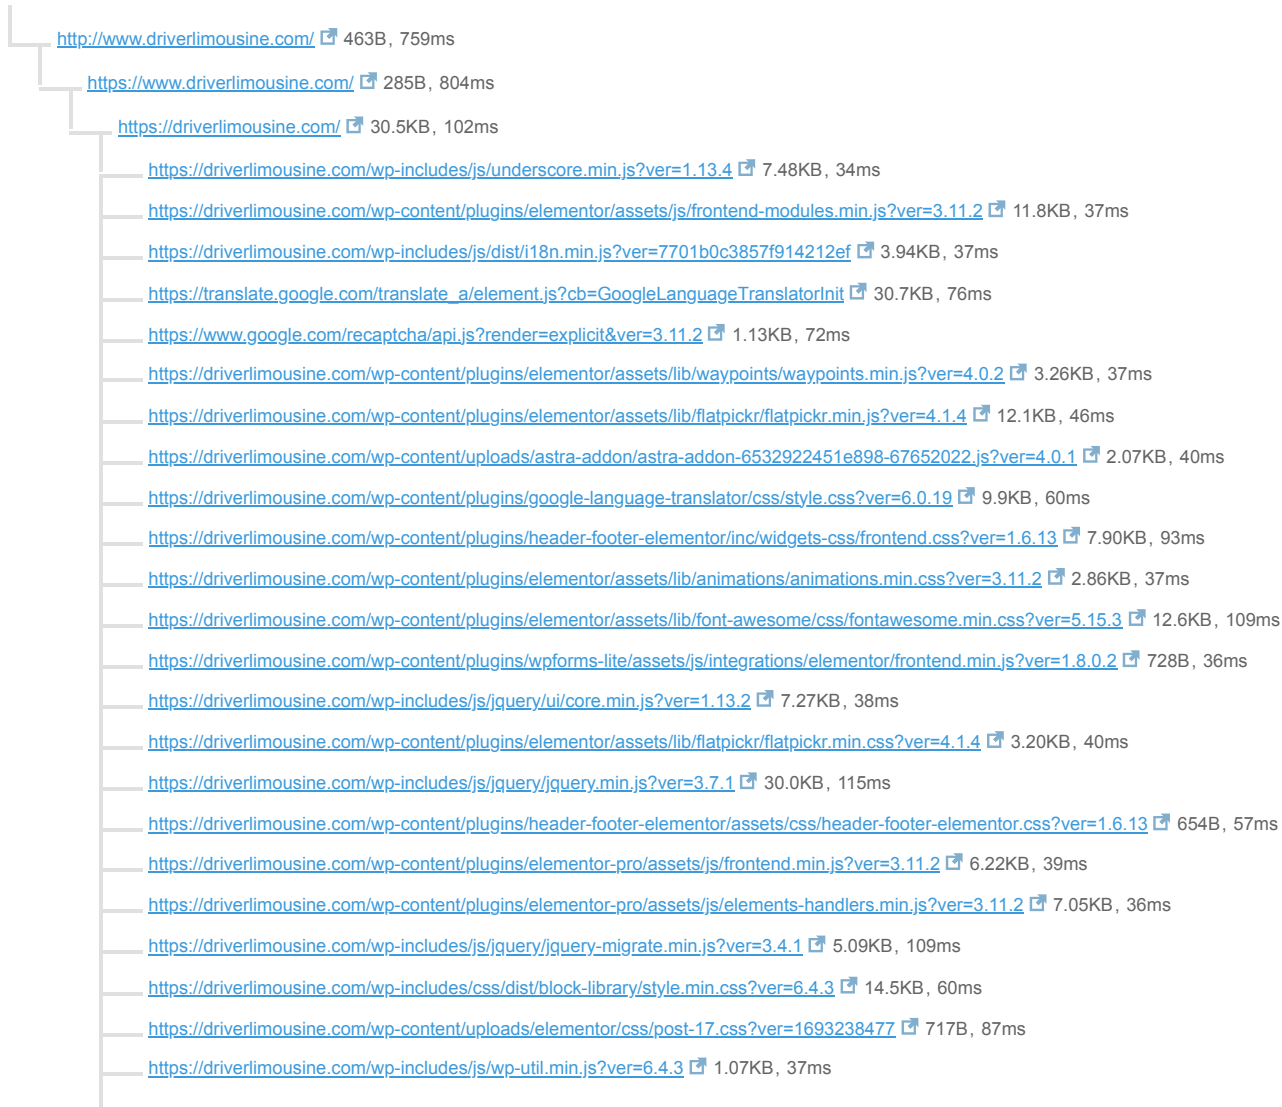 http://www.driverlimousine.com/ 463B, 759ms
https://www.driverlimousine.com/ 285B, 804ms
https://driverlimousine.com/ 30.5KB, 102ms
https://driverlimousine.com/wp-includes/js/underscore.min.js?ver=1.13.4 7.48KB, 34ms
https://driverlimousine.com/wp-content/plugins/elementor/assets/js/frontend-modules.min.js?ver=3.11.2 11.8KB, 37ms
https://driverlimousine.com/wp-includes/js/dist/i18n.min.js?ver=7701b0c3857f914212ef 3.94KB, 37ms
https://translate.google.com/translate_a/element.js?cb=GoogleLanguageTranslatorInit 30.7KB, 76ms
https://www.google.com/recaptcha/api.js?render=explicit&ver=3.11.2 1.13KB, 72ms
https://driverlimousine.com/wp-content/plugins/elementor/assets/lib/waypoints/waypoints.min.js?ver=4.0.2 3.26KB, 37ms
https://driverlimousine.com/wp-content/plugins/elementor/assets/lib/flatpickr/flatpickr.min.js?ver=4.1.4 12.1KB, 46ms
https://driverlimousine.com/wp-content/uploads/astra-addon/astra-addon-6532922451e898-67652022.js?ver=4.0.1 2.07KB, 40ms
https://driverlimousine.com/wp-content/plugins/google-language-translator/css/style.css?ver=6.0.19 9.9KB, 60ms
https://driverlimousine.com/wp-content/plugins/header-footer-elementor/inc/widgets-css/frontend.css?ver=1.6.13 7.90KB, 93ms
https://driverlimousine.com/wp-content/plugins/elementor/assets/lib/animations/animations.min.css?ver=3.11.2 2.86KB, 37ms
https://driverlimousine.com/wp-content/plugins/elementor/assets/lib/font-awesome/css/fontawesome.min.css?ver=5.15.3 12.6KB, 109ms
https://driverlimousine.com/wp-content/plugins/wpforms-lite/assets/js/integrations/elementor/frontend.min.js?ver=1.8.0.2 728B, 36ms
https://driverlimousine.com/wp-includes/js/jquery/ui/core.min.js?ver=1.13.2 7.27KB, 38ms
https://driverlimousine.com/wp-content/plugins/elementor/assets/lib/flatpickr/flatpickr.min.css?ver=4.1.4 3.20KB, 40ms
https://driverlimousine.com/wp-includes/js/jquery/jquery.min.js?ver=3.7.1 30.0KB, 115ms
https://driverlimousine.com/wp-content/plugins/header-footer-elementor/assets/css/header-footer-elementor.css?ver=1.6.13 654B, 57ms
https://driverlimousine.com/wp-content/plugins/elementor-pro/assets/js/frontend.min.js?ver=3.11.2 6.22KB, 39ms
https://driverlimousine.com/wp-content/plugins/elementor-pro/assets/js/elements-handlers.min.js?ver=3.11.2 7.05KB, 36ms
https://driverlimousine.com/wp-includes/js/jquery/jquery-migrate.min.js?ver=3.4.1 5.09KB, 109ms
https://driverlimousine.com/wp-includes/css/dist/block-library/style.min.css?ver=6.4.3 14.5KB, 60ms
https://driverlimousine.com/wp-content/uploads/elementor/css/post-17.css?ver=1693238477 717B, 87ms
https://driverlimousine.com/wp-includes/js/wp-util.min.js?ver=6.4.3 1.07KB, 37ms